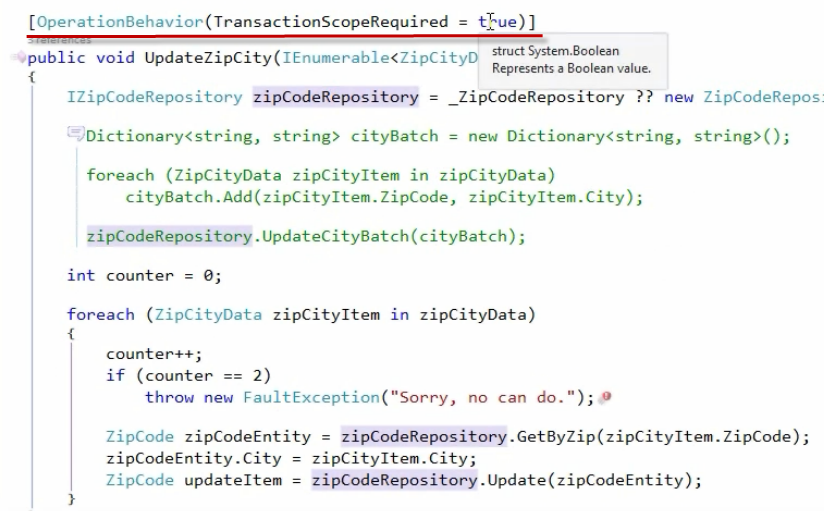 [OperationBehavior(TransactionScopeRequired = true)]
3 references
struct System.Boolean
Represents a Boolean value.
public void UpdateZipCity(IEnumerable<ZipCityD
{
IZipCodeRepository zipCodeRepository = _ZipCodeRepository ?? new ZipCodeRepos
Dictionary<string, string> cityBatch = new Dictionary<string, string>();
foreach (ZipCityData zipCityItem in zipCityData)
cityBatch.Add(zipCityItem.ZipCode, zipCityItem.City);
zipCodeRepository.UpdateCityBatch(cityBatch);
int counter = 0;
foreach (ZipCityData zipCityItem in zipCityData)
{
counter++;
if (counter == 2)
throw new FaultException("Sorry, no can do.");
ZipCode zipCodeEntity = zipCodeRepository.GetByZip(zipCityItem.ZipCode);
zipCodeEntity.City = zipCityItem.City;
ZipCode updateItem = zipCodeRepository.Update(zipCodeEntity);
}